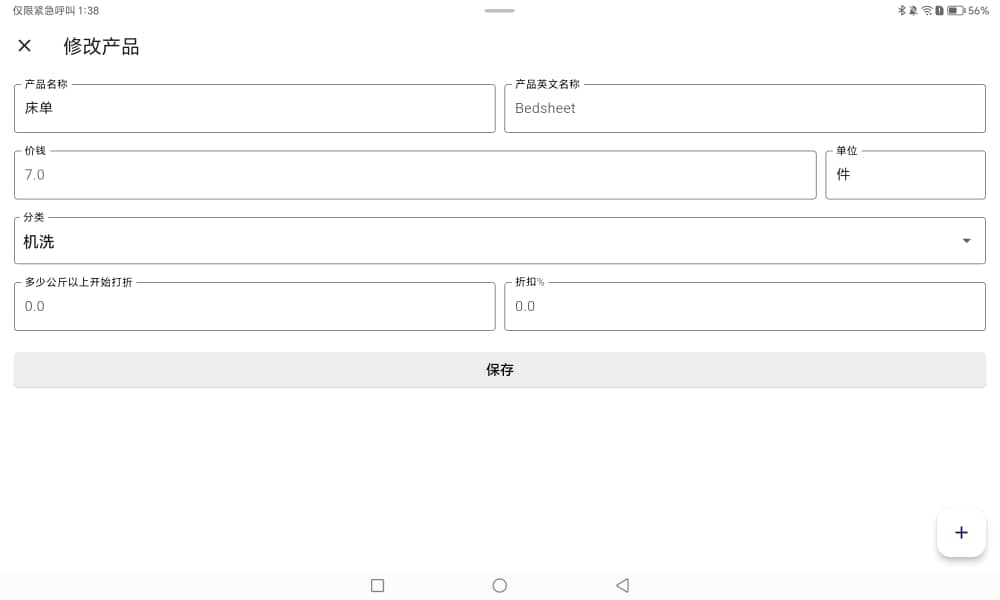 仅限紧急呼叫 1:38 56%
修改产品
产品名称 产品英文名称
床单 Bedsheet
价钱 单位
7.0 件
分类
机洗
多少公斤以上开始打折 折扣%
0.0 0.0
保存
+